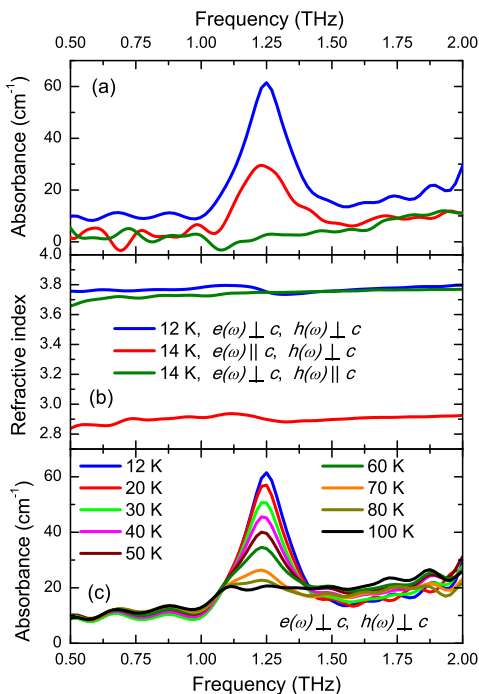 Frequency (THz)
0.50 0.75 1.00 1.25 1.50 1.75 2.00
(a)
Absorbance (cm⁻¹)
60
40
20
0
4.0
Refractive index
3.8
3.6
3.4
3.2
3.0
2.8
12 K, e(ω) ⊥ c, h(ω) ⊥ c
14 K, e(ω) || c, h(ω) ⊥ c
14 K, e(ω) ⊥ c, h(ω) || c
(b)
Absorbance (cm⁻¹)
60
40
20
0
12 K
20 K
30 K
40 K
50 K
60 K
70 K
80 K
100 K
(c)
e(ω) ⊥ c, h(ω) ⊥ c
0.50 0.75 1.00 1.25 1.50 1.75 2.00
Frequency (THz)